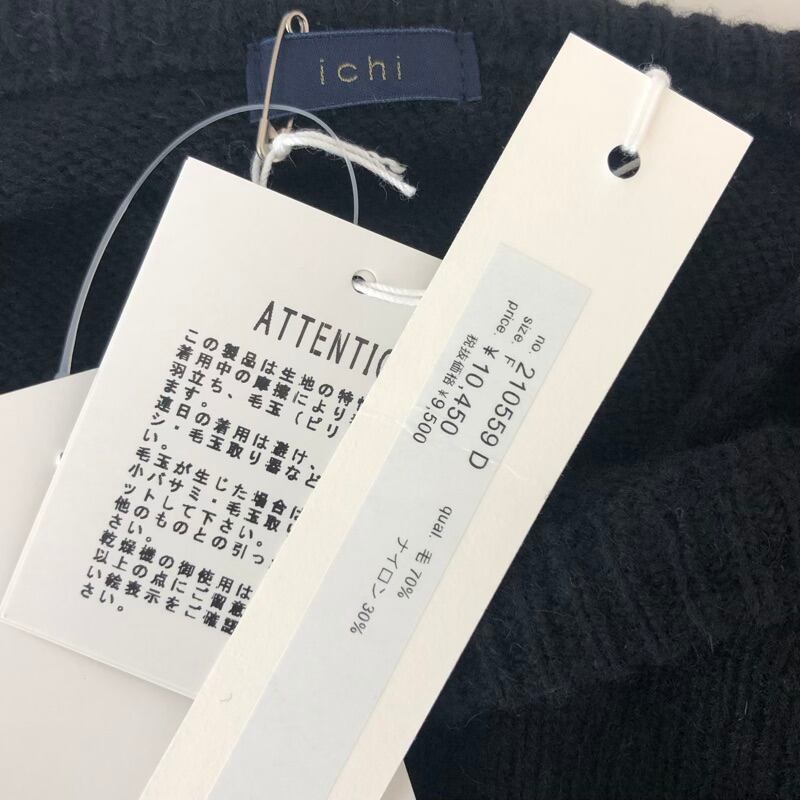 ichi
no. 210559 D
size. F
price. ￥10,450
税抜価格 ￥9,500
qual. 毛 70%
ナイロン 30%
ATTENTIO
この製品は生地の特性
着用中の摩擦により
羽立ち、毛玉(ピリ
ます。
連日の着用は避け、
シ・毛玉取り器など
い。
毛玉が生じた場合は
小バサミ・毛玉取
ットして下さい。
他のものとの引っ
さい。
乾燥機の御使用は
以上の点にご留意
い絵表示をご確認
さい。